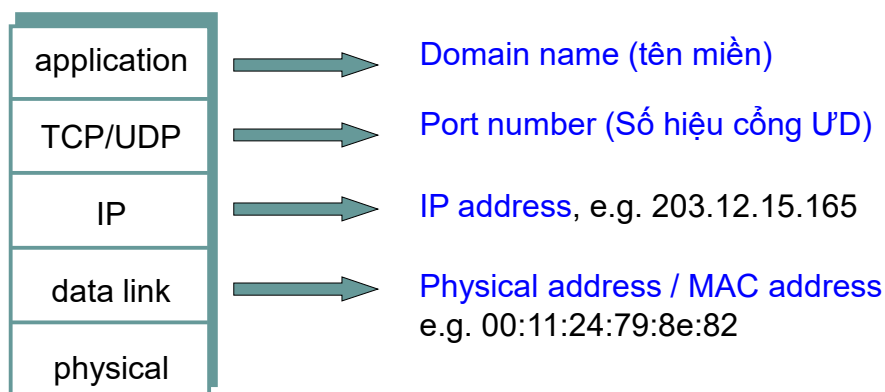 application
Domain name (tên miền)
TCP/UDP
Port number (Số hiệu cổng ƯD)
IP
IP address, e.g. 203.12.15.165
data link
Physical address / MAC address
e.g. 00:11:24:79:8e:82
physical